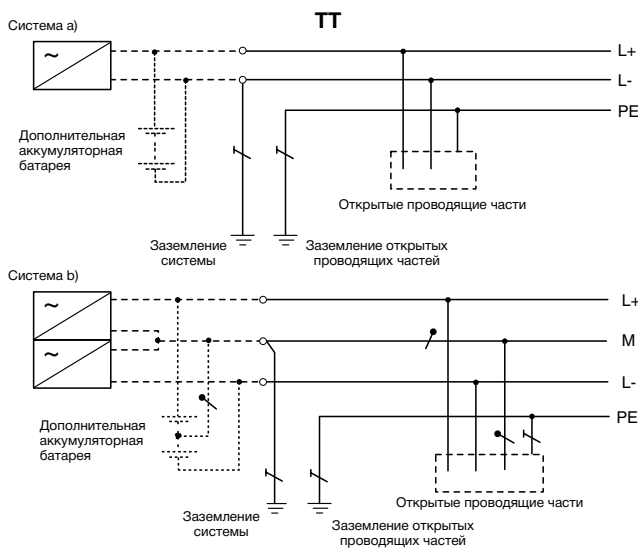 TT
Система a)
~
L+
L-
PE
Дополнительная
аккумуляторная
батарея
Открытые проводящие части
Заземление
системы
Заземление открытых
проводящих частей
Система b)
~
~
L+
M
L-
PE
Дополнительная
аккумуляторная
батарея
Открытые проводящие части
Заземление
системы
Заземление открытых
проводящих частей